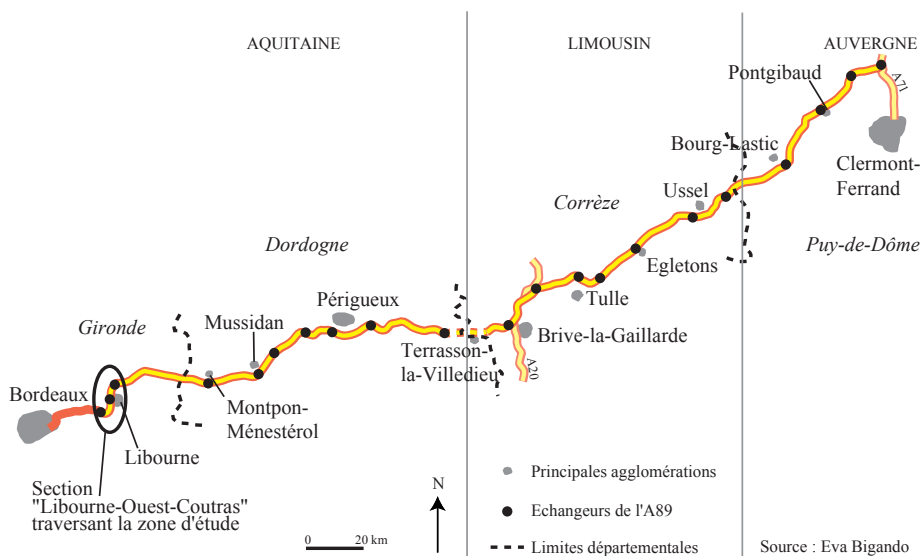 AQUITAINE
LIMOUSIN
AUVERGNE
Pontgibaud
A71
Bourg-Lastic
Clermont-
Ferrand
Ussel
Corrèze
Dordogne
Egletons
Puy-de-Dôme
Tulle
Périgueux
Gironde
Mussidan
Brive-la-Gaillarde
Terrasson-
la-Villedieu
A20
Bordeaux
Montpon-
Ménestérol
Libourne
Section
"Libourne-Ouest-Coutras"
traversant la zone d'étude
N
0 20 km
Principales agglomérations
Echangeurs de l'A89
Limites départementales
Source : Eva Bigando